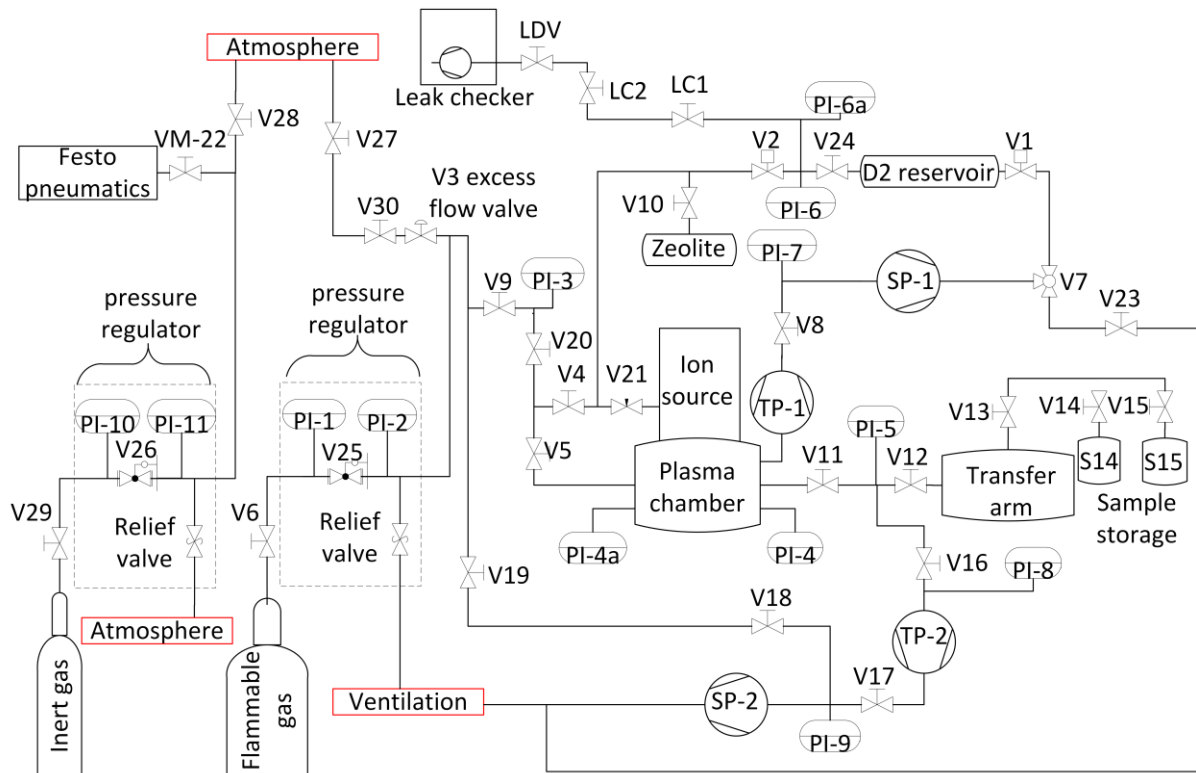 Atmosphere
LDV
Leak checker
LC2
LC1
PI-6a
V28
VM-22
Festo
pneumatics
V27
V2
V24
V1
D2 reservoir
V3 excess
flow valve
V30
V10
PI-6
Zeolite
PI-7
SP-1
V7
V9
PI-3
V23
pressure
regulator
pressure
regulator
V20
V8
Ion
source
V4
V21
TP-1
V13
V14
V15
PI-10
PI-11
V26
PI-1
PI-2
V25
V5
PI-5
V11
V12
S14
S15
Plasma
chamber
Transfer
arm
Sample
storage
V29
Relief
valve
V6
Relief
valve
PI-4a
PI-4
V19
V16
PI-8
V18
Atmosphere
TP-2
Inert gas
Flammable
gas
Ventilation
SP-2
V17
PI-9